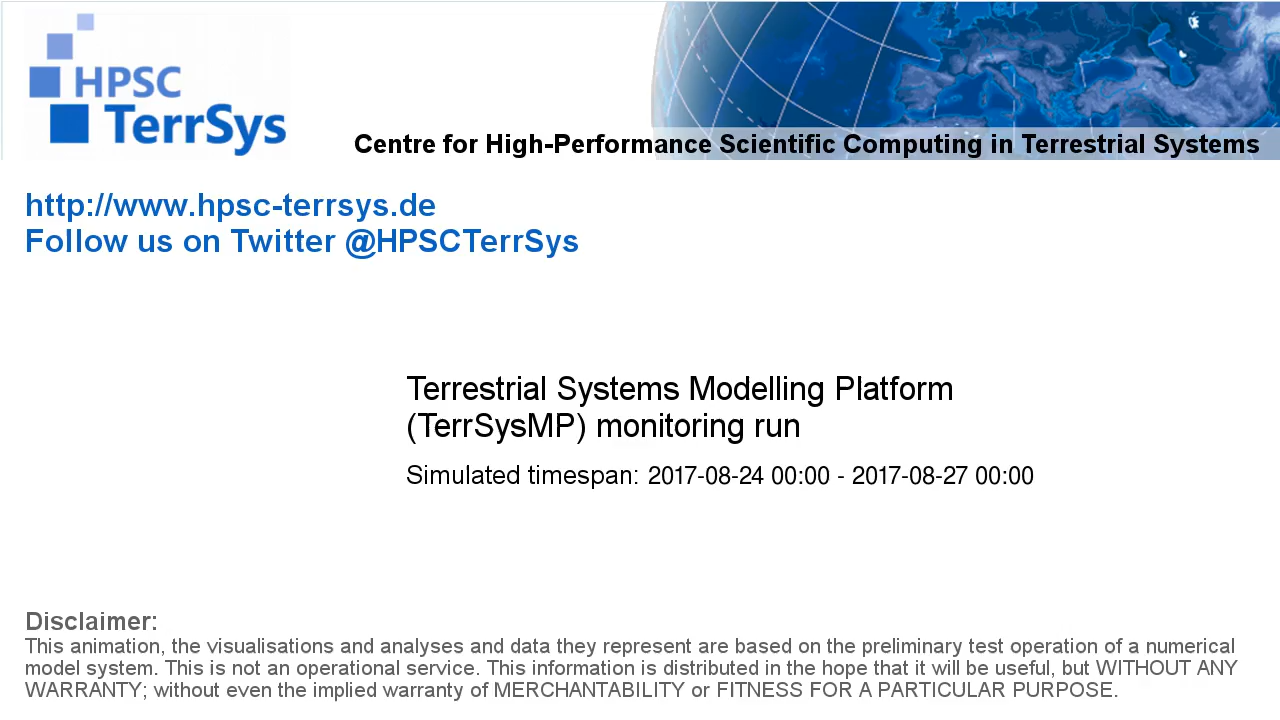 HPSC
TerrSys
Centre for High-Performance Scientific Computing in Terrestrial Systems
http://www.hpsc-terrsys.de
Follow us on Twitter @HPSCTerrSys
Terrestrial Systems Modelling Platform
(TerrSysMP) monitoring run
Simulated timespan: 2017-08-24 00:00 - 2017-08-27 00:00
Disclaimer:
This animation, the visualisations and analyses and data they represent are based on the preliminary test operation of a numerical
model system. This is not an operational service. This information is distributed in the hope that it will be useful, but WITHOUT ANY
WARRANTY; without even the implied warranty of MERCHANTABILITY or FITNESS FOR A PARTICULAR PURPOSE.